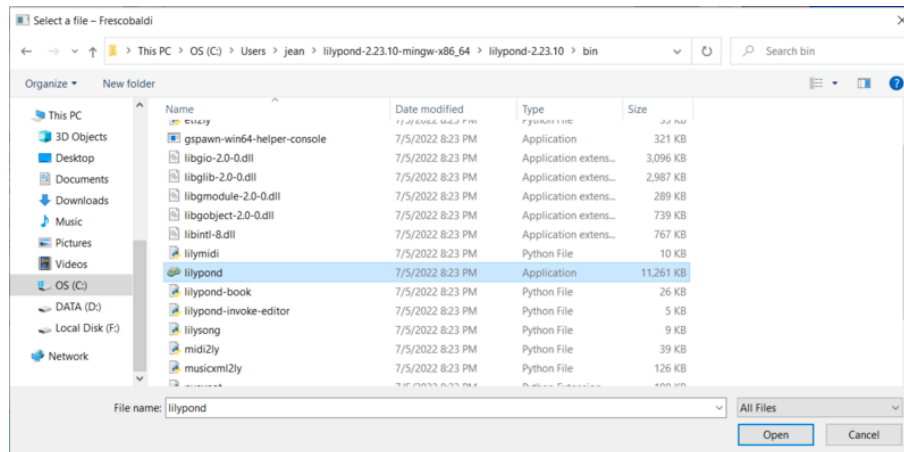 Select a file – Frescobaldi
This PC > OS (C:) > Users > jean > lilypond-2.23.10-mingw-x86_64 > lilypond-2.23.10 > bin
Search bin
Organize New folder
Name Date modified Type Size
etf2ly 7/5/2022 8:23 PM Python File
gspawn-win64-helper-console 7/5/2022 8:23 PM Application 321 KB
libgio-2.0-0.dll 7/5/2022 8:23 PM Application extens... 3,096 KB
libglib-2.0-0.dll 7/5/2022 8:23 PM Application extens... 2,987 KB
libgmodule-2.0-0.dll 7/5/2022 8:23 PM Application extens... 289 KB
libgobject-2.0-0.dll 7/5/2022 8:23 PM Application extens... 739 KB
libintl-8.dll 7/5/2022 8:23 PM Application extens... 767 KB
lilymidi 7/5/2022 8:23 PM Python File 10 KB
lilypond 7/5/2022 8:23 PM Application 11,261 KB
lilypond-book 7/5/2022 8:23 PM Python File 26 KB
lilypond-invoke-editor 7/5/2022 8:23 PM Python File 5 KB
lilysong 7/5/2022 8:23 PM Python File 9 KB
midi2ly 7/5/2022 8:23 PM Python File 39 KB
musicxml2ly 7/5/2022 8:23 PM Python File 126 KB
This PC
3D Objects
Desktop
Documents
Downloads
Music
Pictures
Videos
OS (C:)
DATA (D:)
Local Disk (F:)
Network
File name: lilypond
All Files
Open Cancel